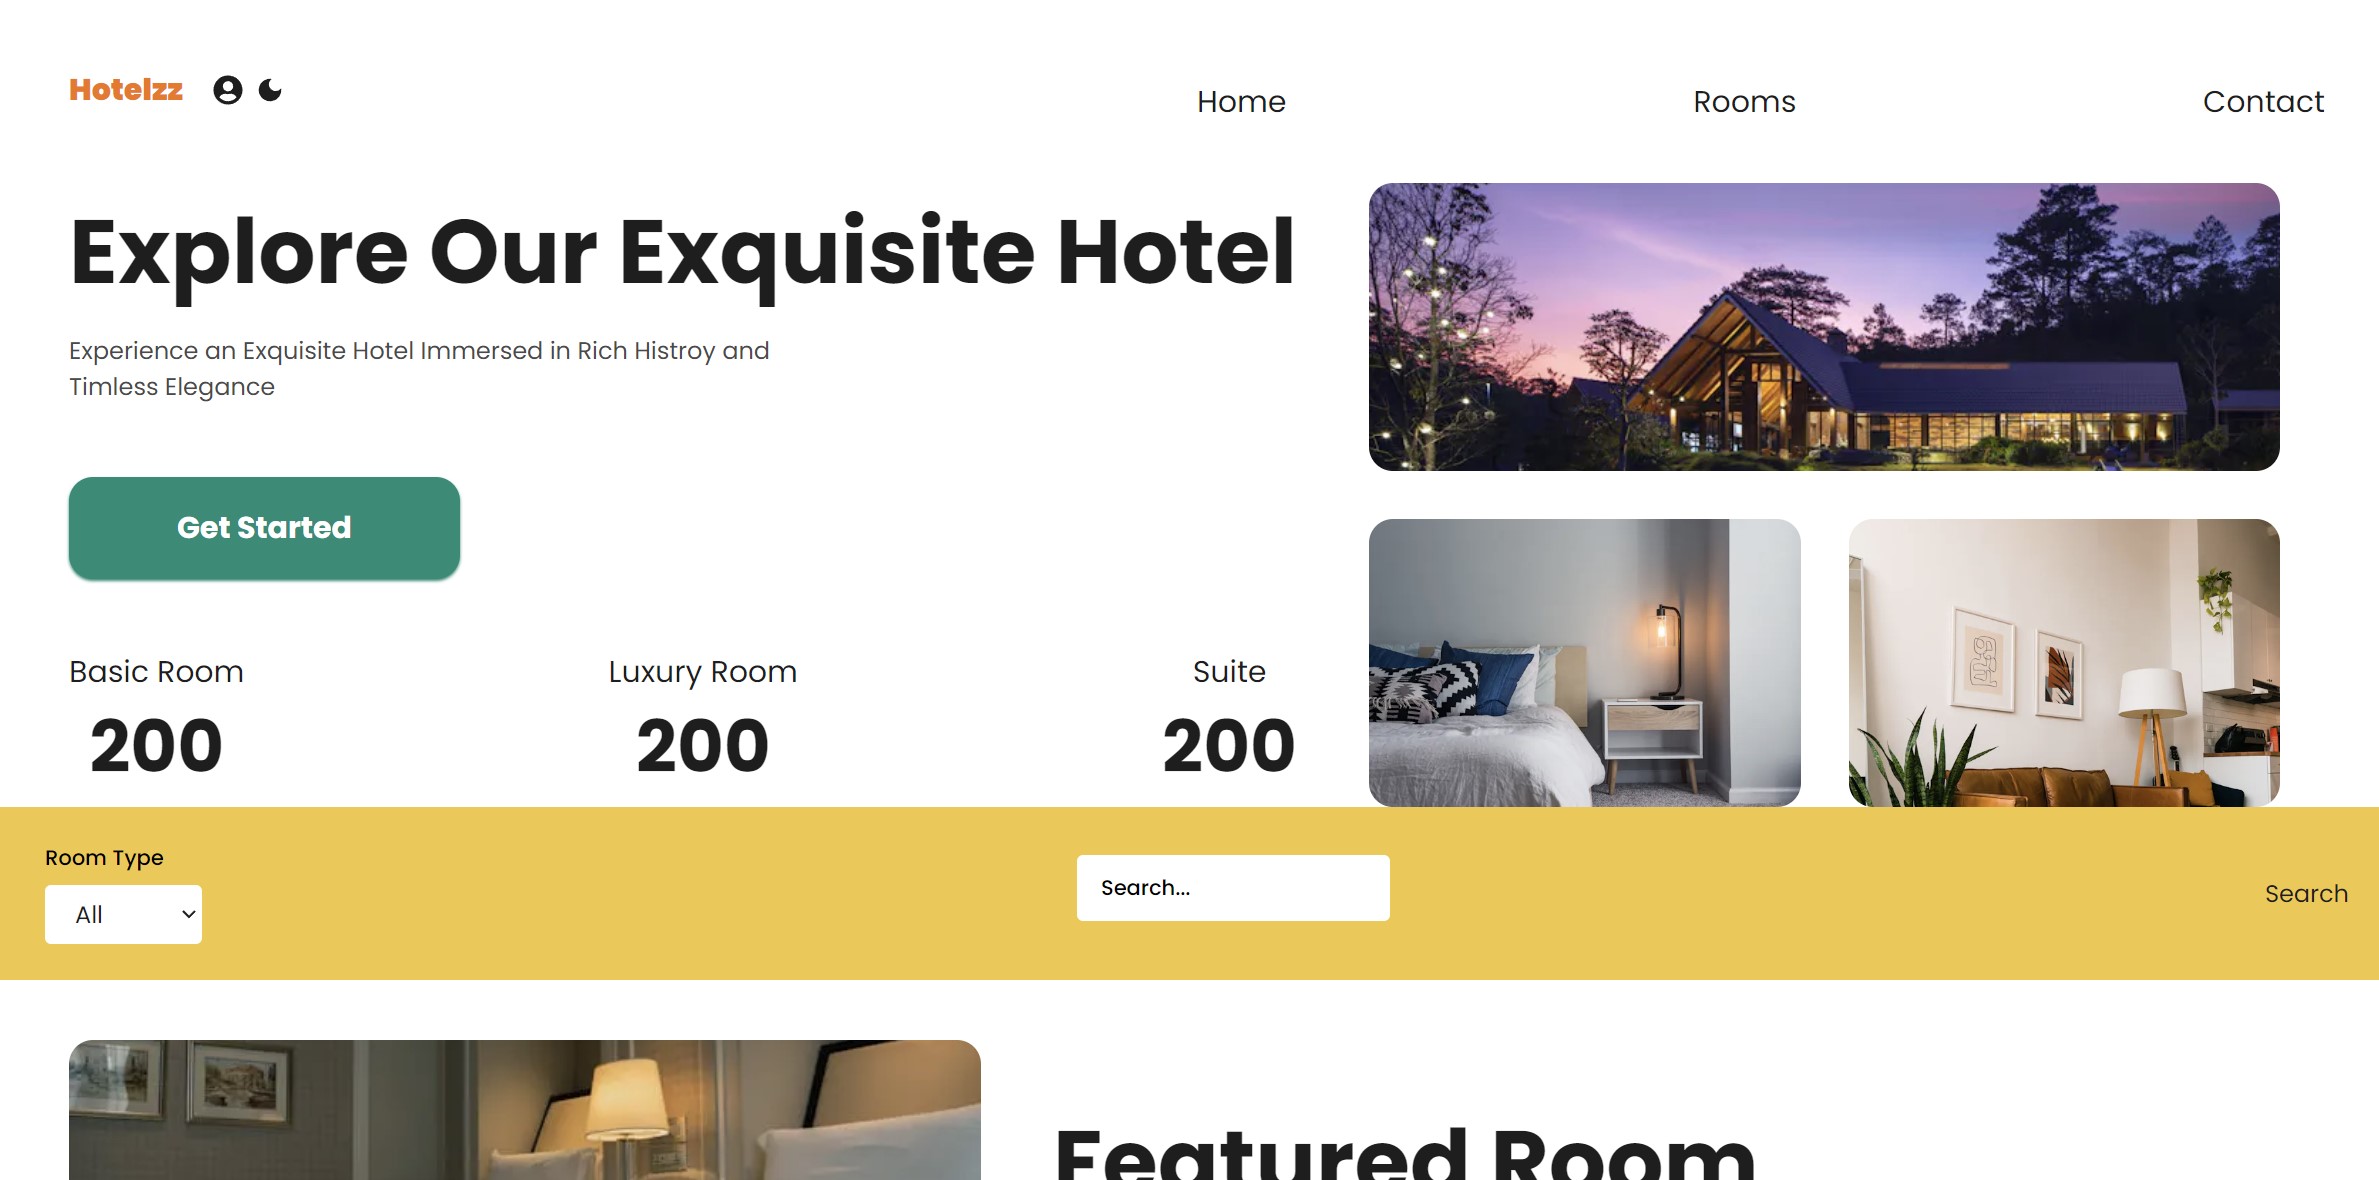 Hotelzz
Home
Rooms
Contact
Explore Our Exquisite Hotel
Experience an Exquisite Hotel Immersed in Rich Histroy and
Timless Elegance
Get Started
Basic Room
200
Luxury Room
200
Suite
200
Room Type
All
Search...
Search
Featured Room